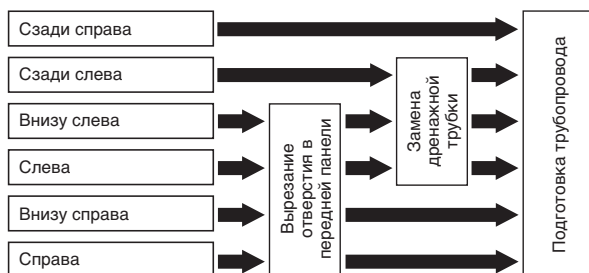 Сзади справа
Сзади слева
Внизу слева
Слева
Внизу справа
Справа
Вырезание
отверстия в
передней панели
Замена
дренажной
трубки
Подготовка трубопровода